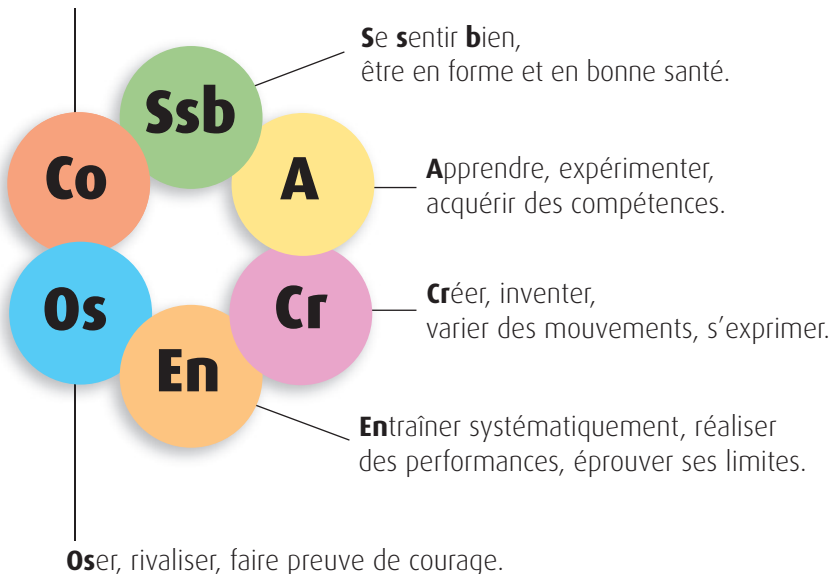 Se sentir bien,
être en forme et en bonne santé.
Ssb
Co
A
Apprendre, expérimenter,
acquérir des compétences.
Os
Cr
Créer, inventer,
varier des mouvements, s’exprimer.
En
Entraîner systématiquement, réaliser
des performances, éprouver ses limites.
Oser, rivaliser, faire preuve de courage.